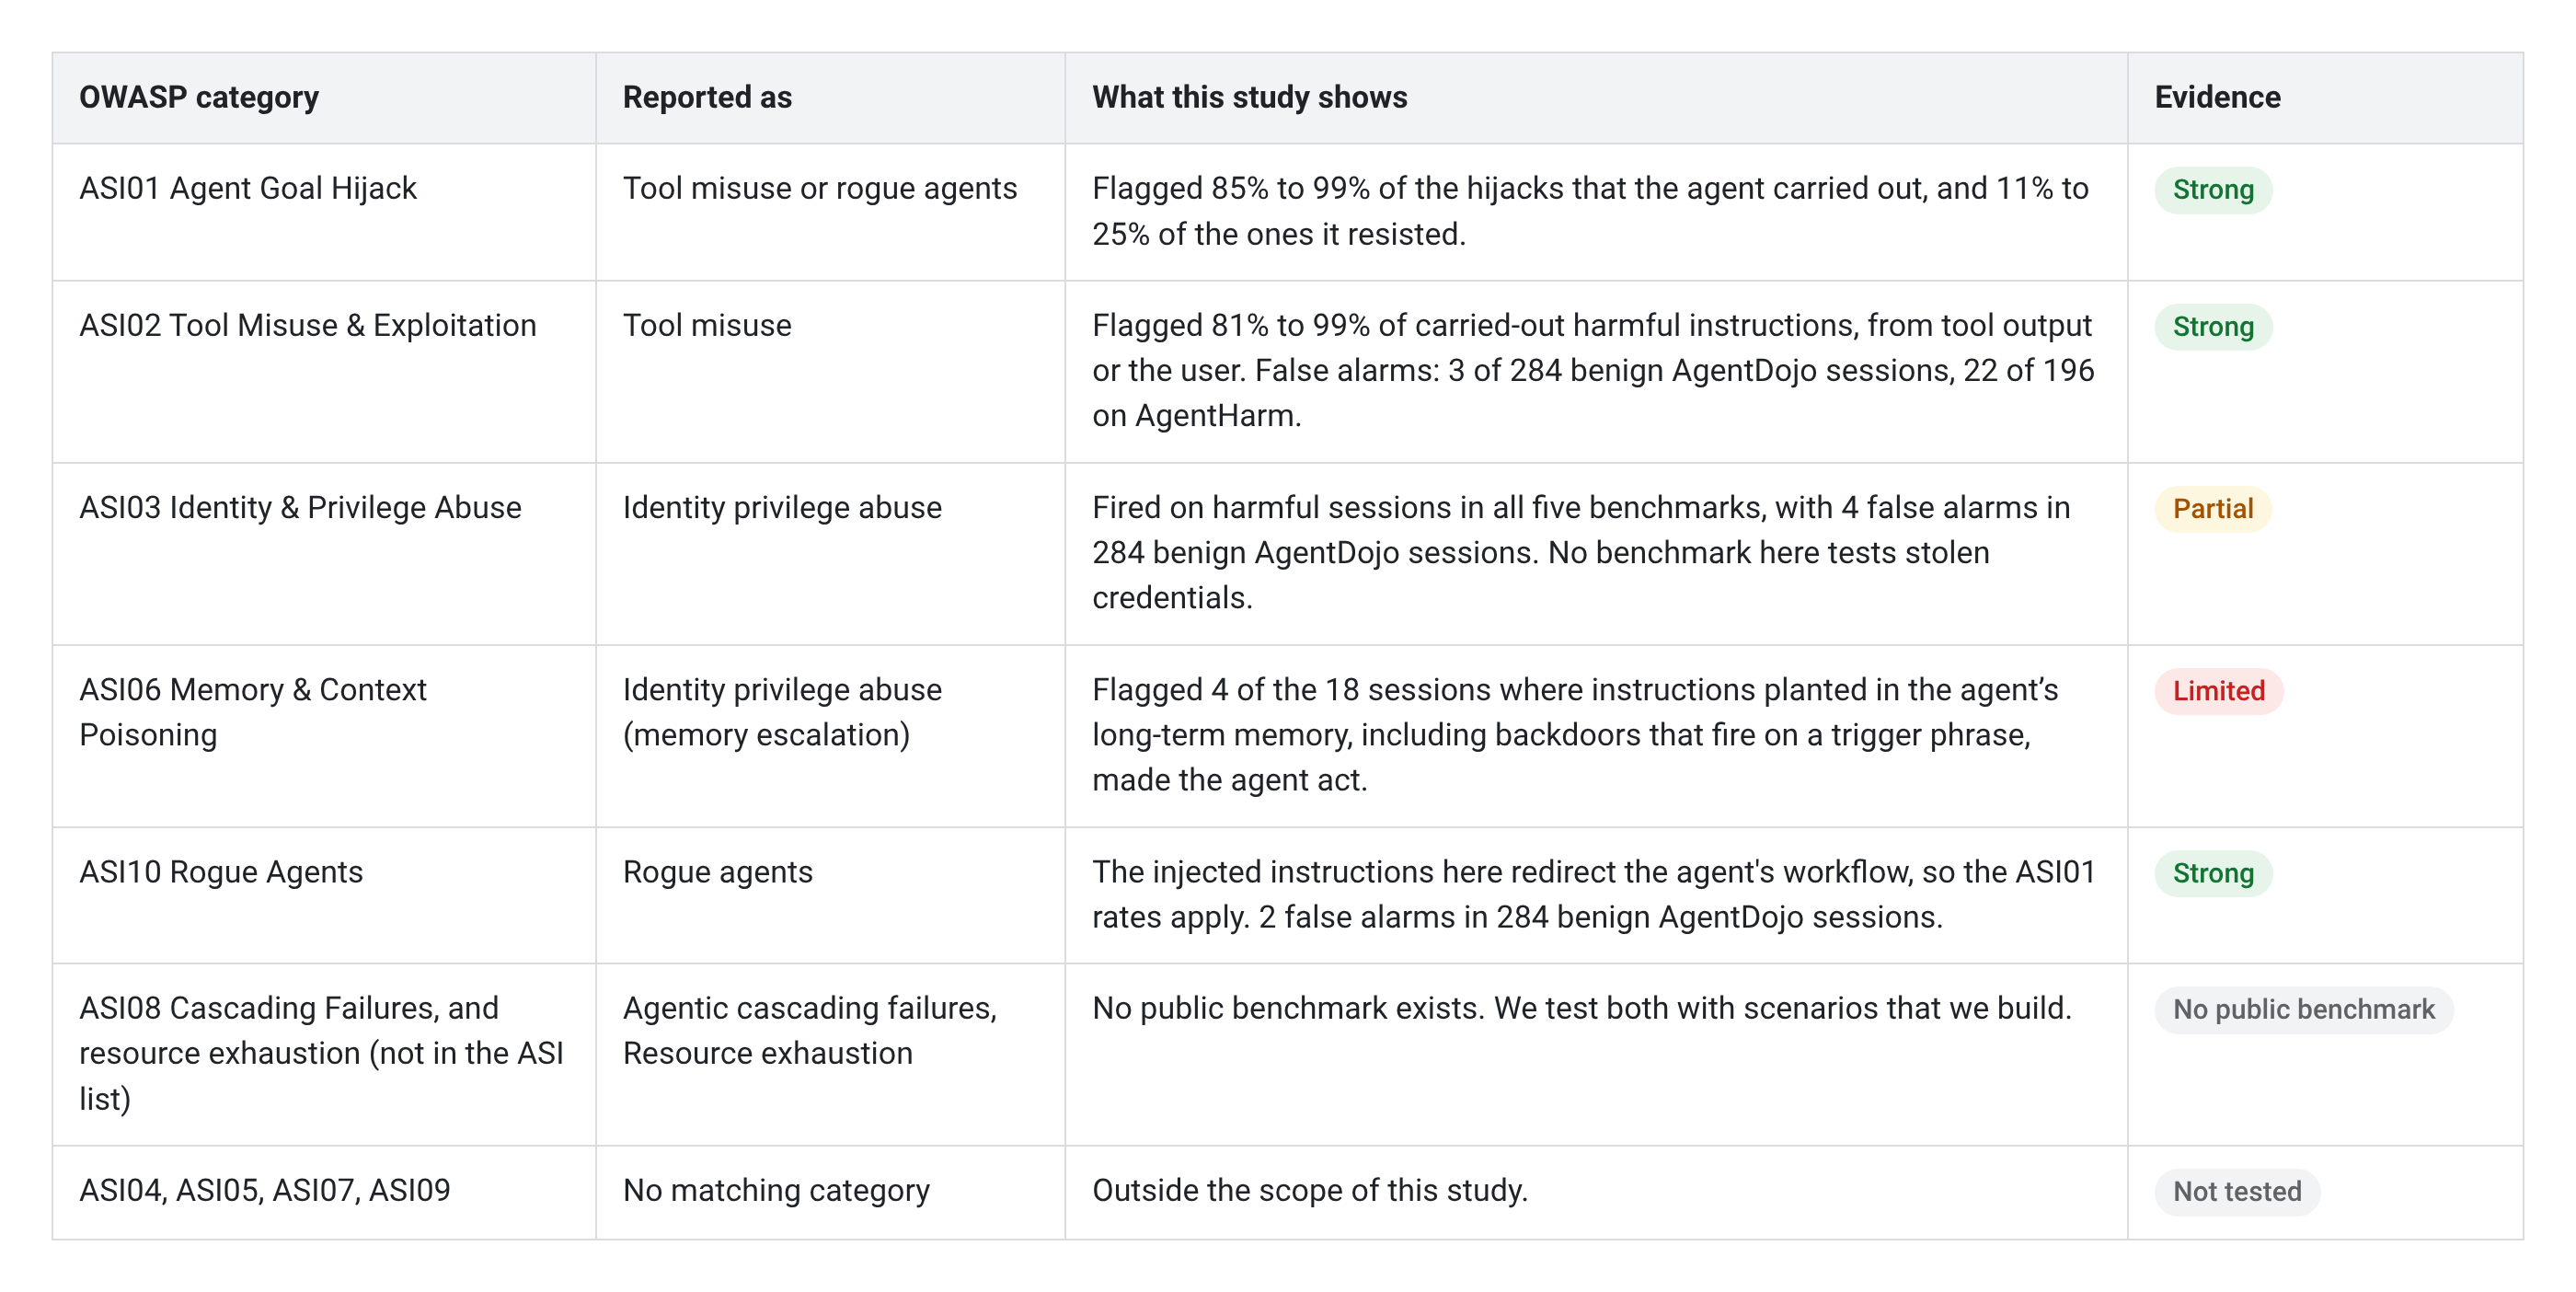 OWASP category
Reported as
What this study shows
Evidence
ASI01 Agent Goal Hijack
Tool misuse or rogue agents
Flagged 85% to 99% of the hijacks that the agent carried out, and 11% to
25% of the ones it resisted.
Strong
ASI02 Tool Misuse & Exploitation
Tool misuse
Flagged 81% to 99% of carried-out harmful instructions, from tool output
or the user. False alarms: 3 of 284 benign AgentDojo sessions, 22 of 196
on AgentHarm.
Strong
ASI03 Identity & Privilege Abuse
Identity privilege abuse
Fired on harmful sessions in all five benchmarks, with 4 false alarms in
284 benign AgentDojo sessions. No benchmark here tests stolen
credentials.
Partial
ASI06 Memory & Context
Poisoning
Identity privilege abuse
(memory escalation)
Flagged 4 of the 18 sessions where instructions planted in the agent’s
long-term memory, including backdoors that fire on a trigger phrase,
made the agent act.
Limited
ASI10 Rogue Agents
Rogue agents
The injected instructions here redirect the agent's workflow, so the ASI01
rates apply. 2 false alarms in 284 benign AgentDojo sessions.
Strong
ASI08 Cascading Failures, and
resource exhaustion (not in the ASI
list)
Agentic cascading failures,
Resource exhaustion
No public benchmark exists. We test both with scenarios that we build.
No public benchmark
ASI04, ASI05, ASI07, ASI09
No matching category
Outside the scope of this study.
Not tested